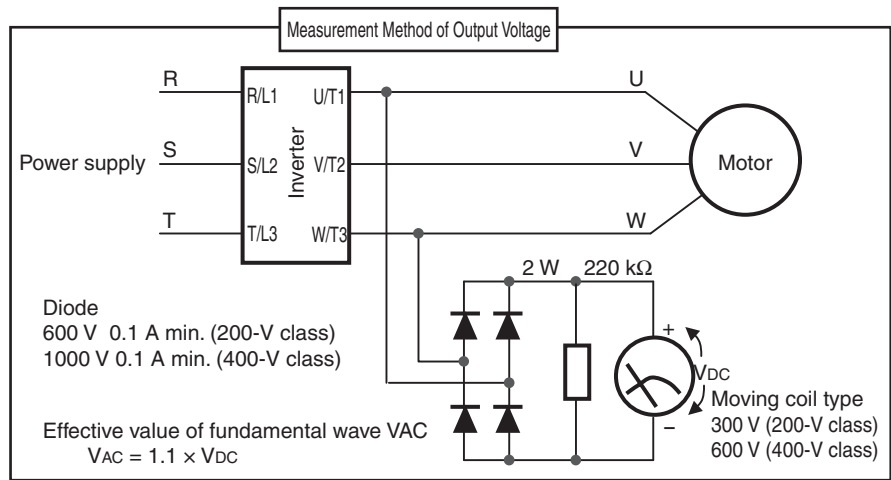 Measurement Method of Output Voltage
R
R/L1
U/T1
U
Power supply
S
S/L2
Inverter
V/T2
V
Motor
T
T/L3
W/T3
W
2 W 220 kΩ
Diode
600 V 0.1 A min. (200-V class)
1000 V 0.1 A min. (400-V class)
+
VDC
−
Moving coil type
300 V (200-V class)
600 V (400-V class)
Effective value of fundamental wave VAC
VAC = 1.1 × VDC